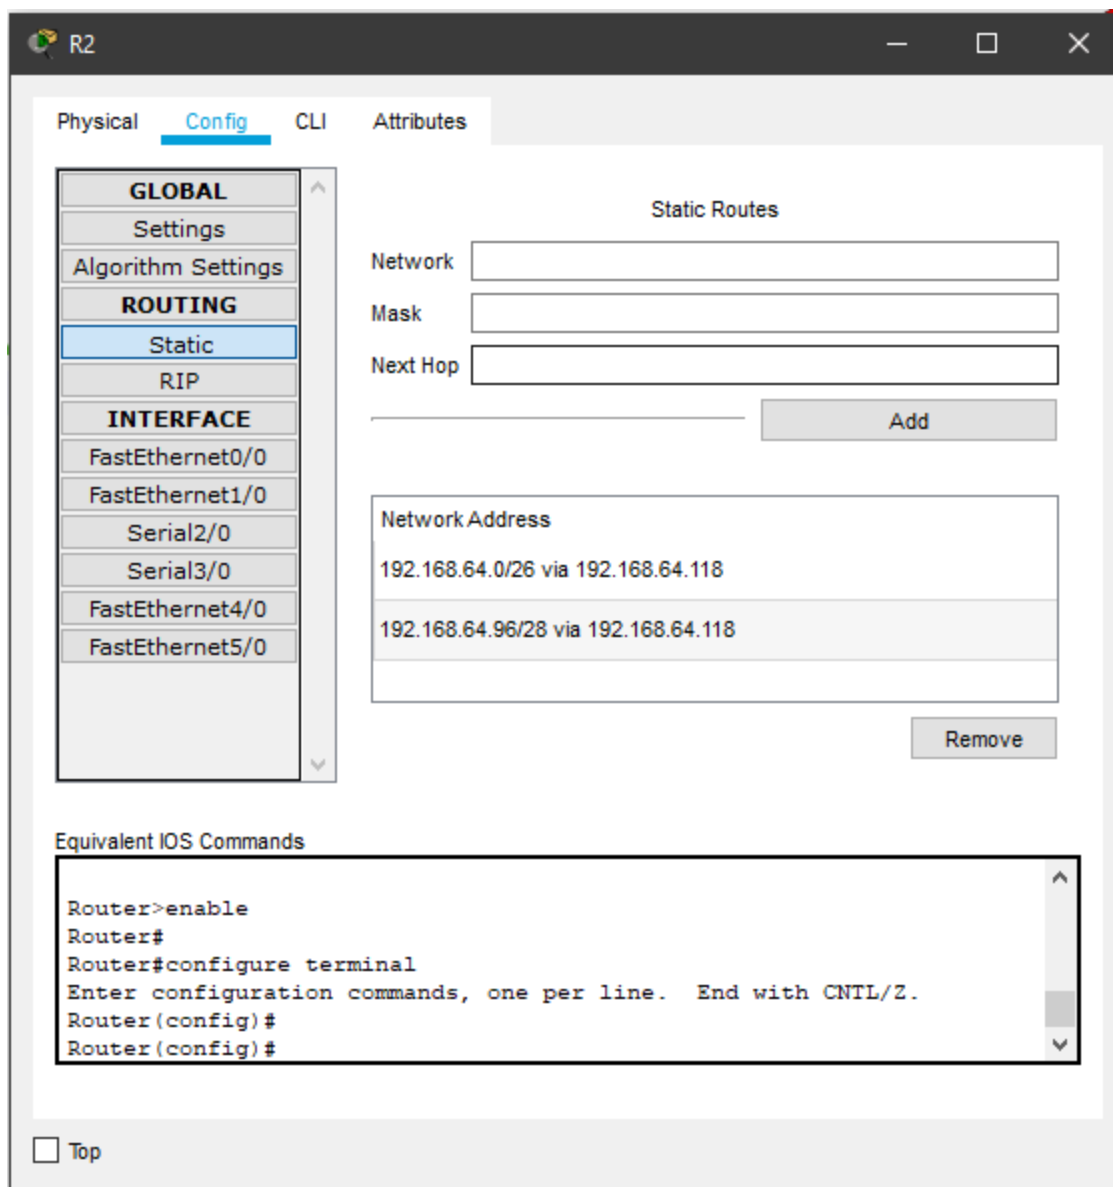 R2
Physical Config CLI Attributes
GLOBAL
Settings
Algorithm Settings
ROUTING
Static
RIP
INTERFACE
FastEthernet0/0
FastEthernet1/0
Serial2/0
Serial3/0
FastEthernet4/0
FastEthernet5/0
Static Routes
Network
Mask
Next Hop
Add
Network Address
192.168.64.0/26 via 192.168.64.118
192.168.64.96/28 via 192.168.64.118
Remove
Equivalent IOS Commands
Router>enable
Router#
Router#configure terminal
Enter configuration commands, one per line.  End with CNTL/Z.
Router(config)#
Router(config)#
Top